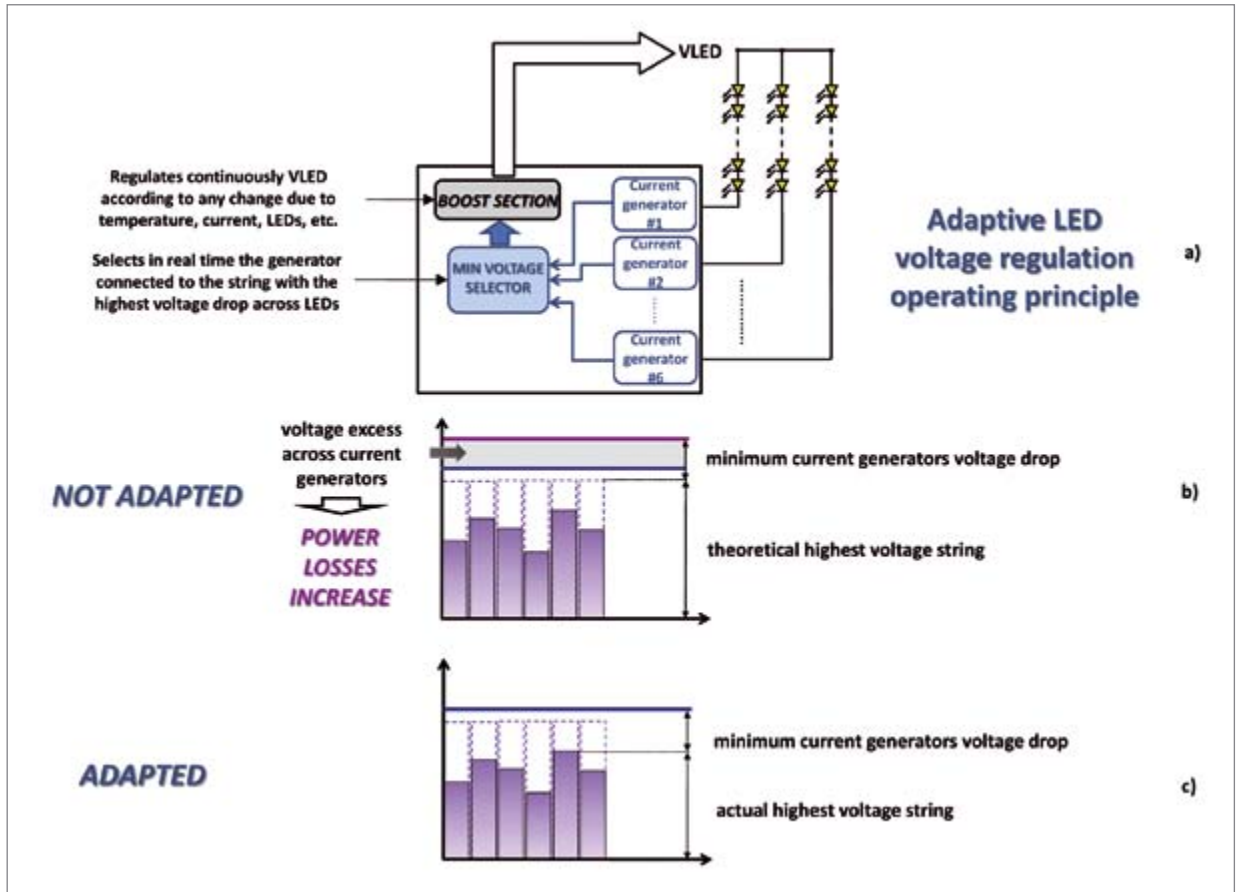 VLED
Regulates continuously VLED
according to any change due to
temperature, current, LEDs, etc.
BOOST SECTION
Selects in real time the generator
connected to the string with the
highest voltage drop across LEDs
MIN VOLTAGE
SELECTOR
Current
generator
#1
Current
generator
#2
Current
generator
#6
Adaptive LED
voltage regulation
operating principle
a)
NOT ADAPTED
voltage excess
across current
generators
POWER
LOSSES
INCREASE
minimum current generators voltage drop
theoretical highest voltage string
b)
ADAPTED
minimum current generators voltage drop
actual highest voltage string
c)